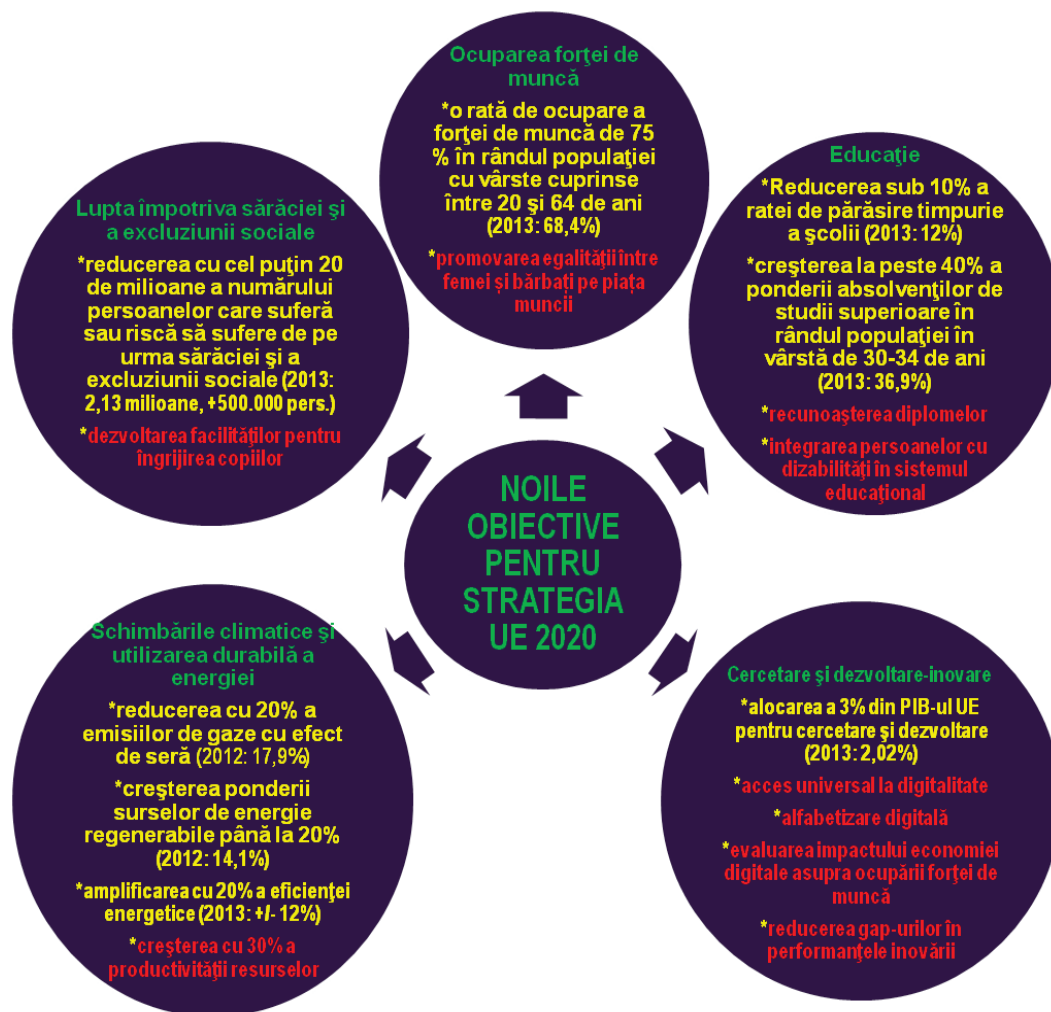 Ocuparea forţei de
muncă
*o rată de ocupare a
forţei de muncă de 75
% în rândul populaţiei
cu vârste cuprinse
între 20 şi 64 de ani
(2013: 68,4%)
*promovarea egalităţii între
femei și bărbați pe piața
muncii
Educaţie
*Reducerea sub 10% a
ratei de părăsire timpurie
a şcolii (2013: 12%)
*creşterea la peste 40% a
ponderii absolvenţilor de
studii superioare în
rândul populaţiei în
vârstă de 30-34 de ani
(2013: 36,9%)
*recunoaşterea diplomelor
*integrarea persoanelor cu
dizabilităţi în sistemul
educaţional
Lupta împotriva sărăciei şi
a excluziunii sociale
*reducerea cu cel puţin 20
de milioane a numărului
persoanelor care suferă
sau riscă să sufere de pe
urma sărăciei şi a
excluziunii sociale (2013:
2,13 milioane, +500.000 pers.)
*dezvoltarea facilităţilor pentru
îngrijirea copiilor
NOILE
OBIECTIVE
PENTRU
STRATEGIA
UE 2020
Schimbările climatice şi
utilizarea durabilă a
energiei
*reducerea cu 20% a
emisiilor de gaze cu efect
de seră (2012: 17,9%)
*creşterea ponderii
surselor de energie
regenerabile până la 20%
(2012: 14,1%)
*amplificarea cu 20% a eficienţei
energetice (2013: +/- 12%)
*creşterea cu 30% a
productivităţii resurselor
Cercetare şi dezvoltare-inovare
*alocarea a 3% din PIB-ul UE
pentru cercetare şi dezvoltare
(2013: 2,02%)
*acces universal la digitalitate
*alfabetizare digitală
*evaluarea impactului economiei
digitale asupra ocupării forţei de
muncă
*reducerea gap-urilor în
performanţele inovării